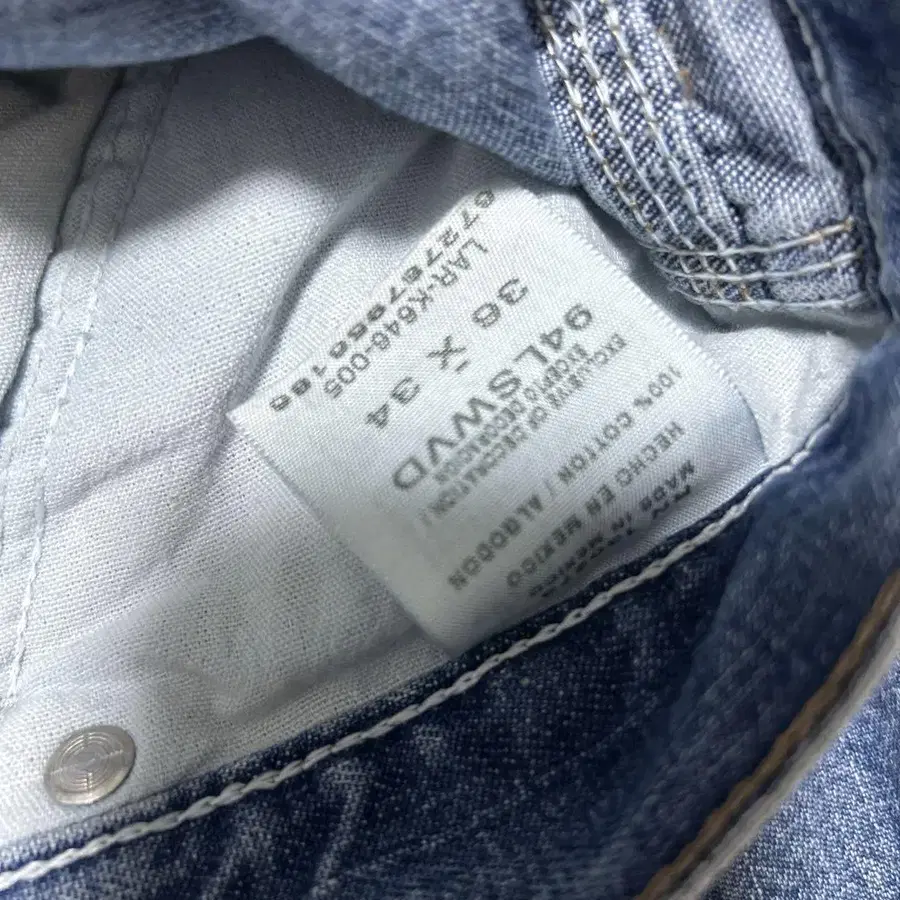 MADE IN MEXICO
HECHO EN MEXICO
100% COTTON / ALGODON
EXCLUSIVE OF DECORATION /
EXCEPTO DECORACION
94LSWVD
36 X 34
LAR-K646-005